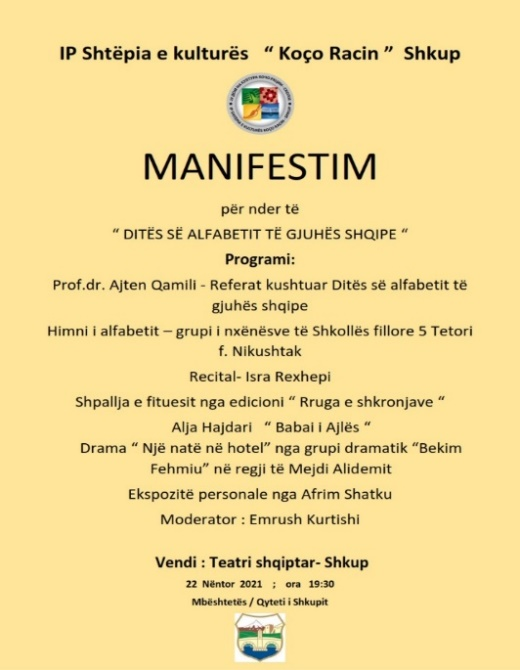 IP Shtëpia e kulturës “ Koço Racin ” Shkup
MANIFESTIM
për nder të
“ DITËS SË ALFABETIT TË GJUHËS SHQIPE “
Programi:
Prof.dr. Ajten Qamili - Referat kushtuar Ditës së alfabetit të
gjuhës shqipe
Himni i alfabetit – grupi i nxënësve të Shkollës fillore 5 Tetori
f. Nikushtak
Recital- Isra Rexhepi
Shpallja e fituesit nga edicioni “ Rruga e shkronjave “
Alja Hajdari “ Babai i Ajlës “
Drama “ Një natë në hotel” nga grupi dramatik “Bekim
Fehmiu” në regji të Mejdi Alidemit
Ekspozitë personale nga Afrim Shatku
Moderator : Emrush Kurtishi
Vendi : Teatri shqiptar- Shkup
22 Nëntor 2021 ; ora 19:30
Mbështetës / Qyteti i Shkupit